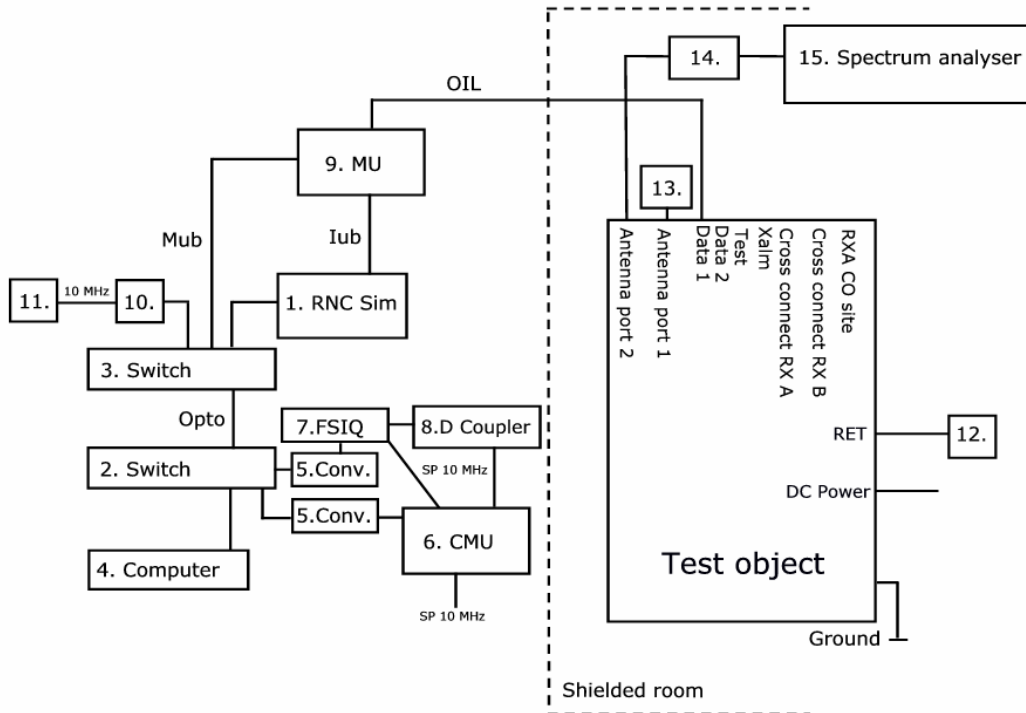 14.
15. Spectrum analyser
OIL
9. MU
13.
Mub
Iub
Antenna port 2
Antenna port 1
Data 1
Data 2
Test
Xalm
Cross connect RX A
Cross connect RX B
RXA CO site
11.
10 MHz
10.
1. RNC Sim
3. Switch
Opto
7.FSIQ
8.D Coupler
RET
12.
2. Switch
5.Conv.
SP 10 MHz
DC Power
5.Conv.
6. CMU
4. Computer
Test object
SP 10 MHz
Ground
Shielded room